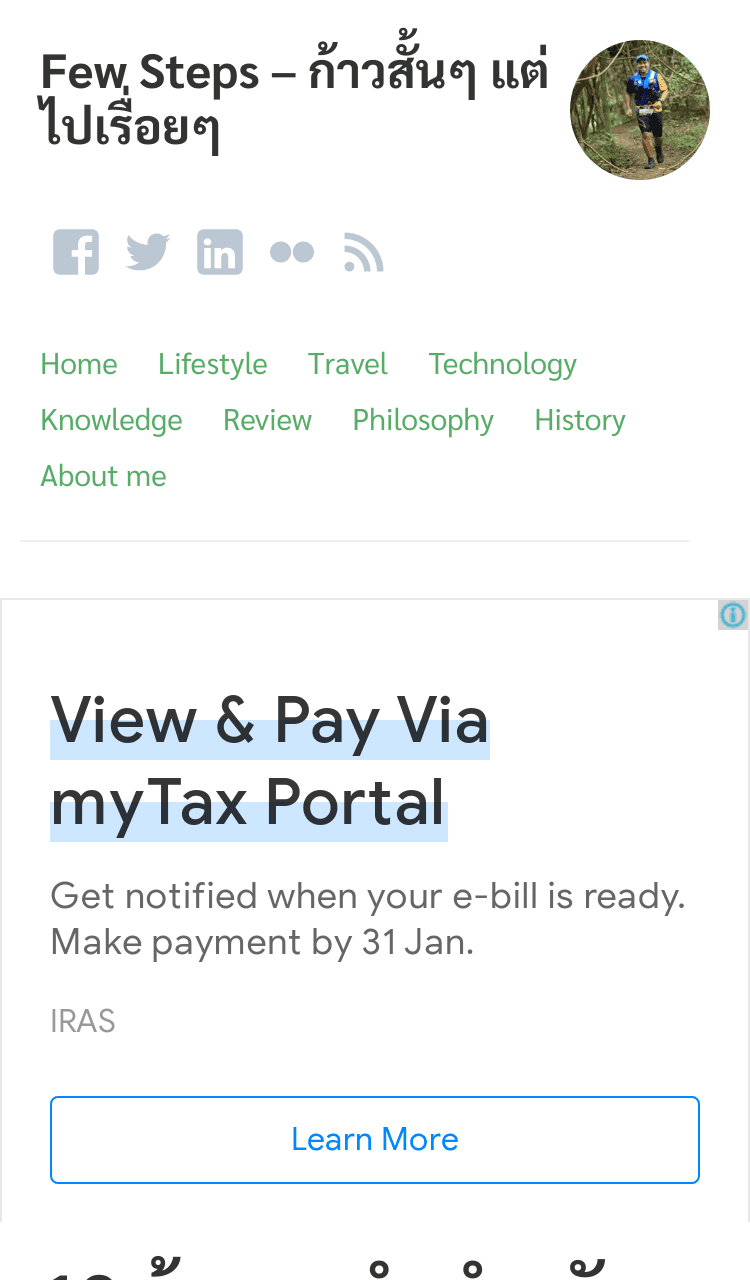 Few Steps – ก้าวสั้นๆ แต่
ไปเรื่อยๆ
Home Lifestyle Travel Technology
Knowledge Review Philosophy History
About me
View & Pay Via
myTax Portal
Get notified when your e-bill is ready.
Make payment by 31 Jan.
IRAS
Learn More